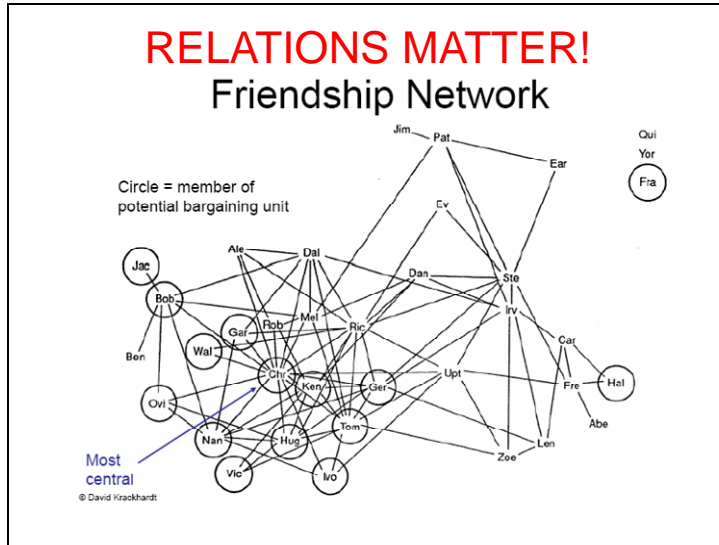 RELATIONS MATTER!
Friendship Network
Jim
Pat
Qui
Yor
Ear
Fra
Circle = member of
potential bargaining unit
Ev
Ale
Dal
Jac
Dan
Ste
Bob
Mel
Irv
Gar
Rob
Ric
Car
Wal
Ben
Chr
Ken
Ger
Upt
Fre
Hal
Ovi
Abe
Nan
Hug
Tom
Len
Zoe
Most
central
Vic
Ivo
© David Krackhardt